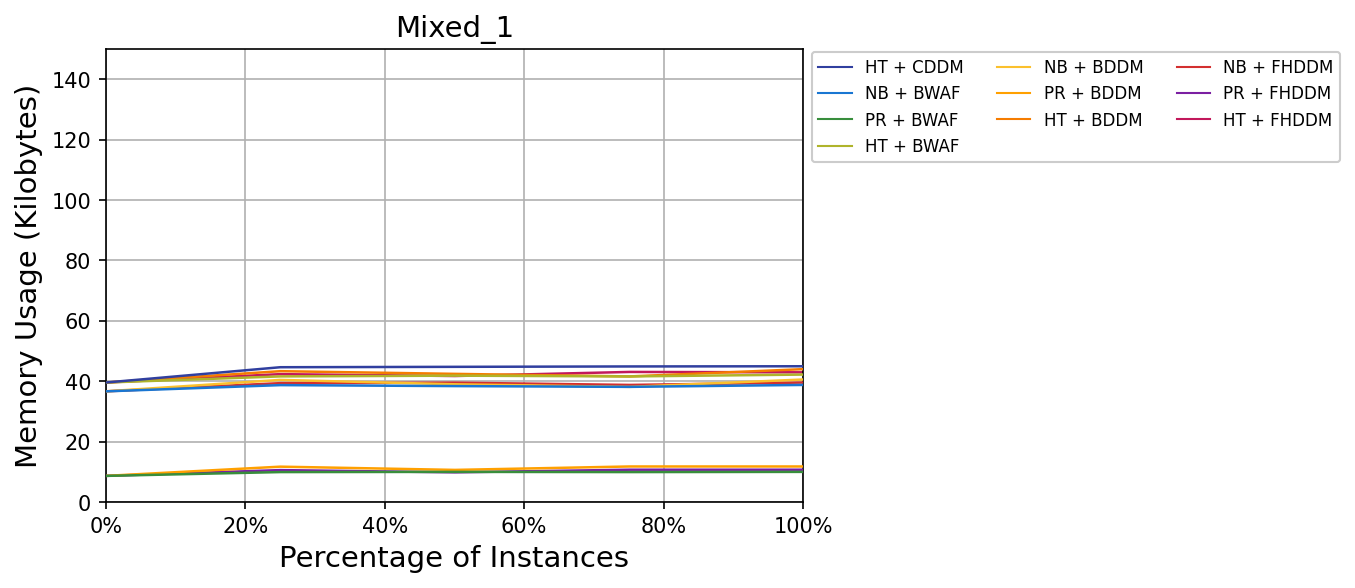 Mixed_1
Memory Usage (Kilobytes)
140
120
100
80
60
40
20
0
0% 20% 40% 60% 80% 100%
Percentage of Instances
HT + CDDM
NB + BWAF
PR + BWAF
HT + BWAF
NB + BDDM
PR + BDDM
HT + BDDM
NB + FHDDM
PR + FHDDM
HT + FHDDM